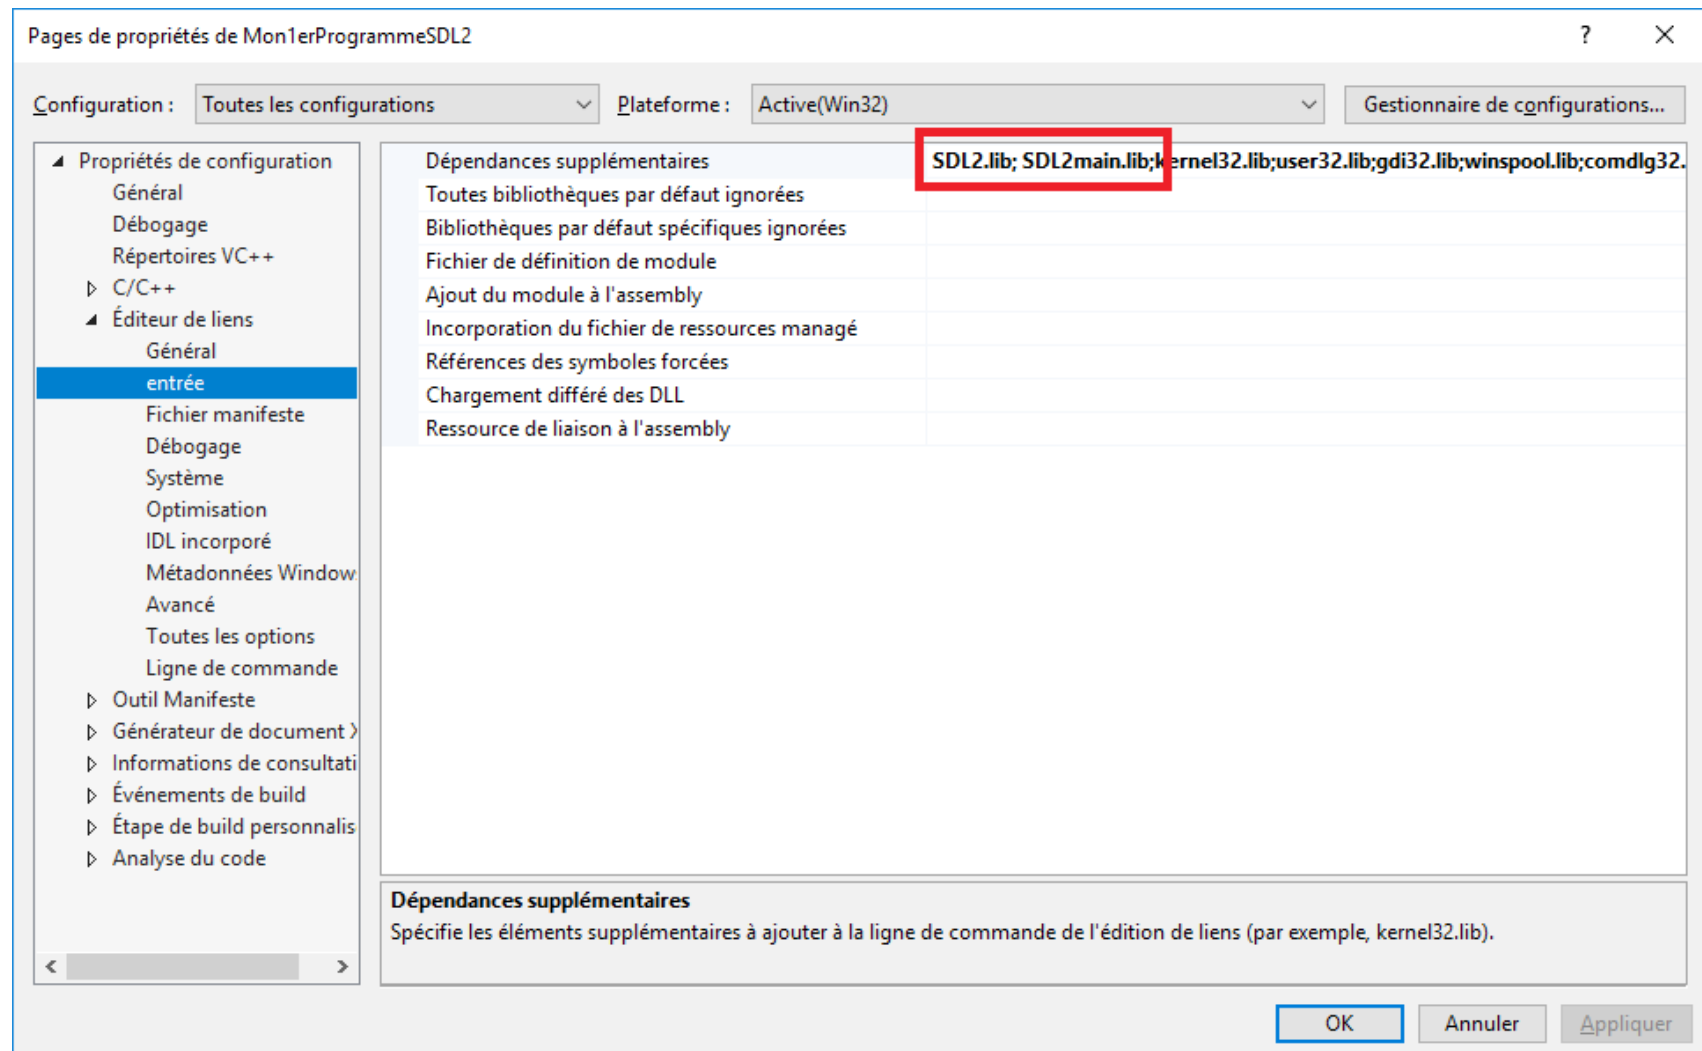 Pages de propriétés de Mon1erProgrammeSDL2 ?
Configuration : Toutes les configurations Plateforme : Active(Win32) Gestionnaire de configurations...
Propriétés de configuration
Général
Débogage
Répertoires VC++
C/C++
Éditeur de liens
Général
entrée
Fichier manifeste
Débogage
Système
Optimisation
IDL incorporé
Métadonnées Window
Avancé
Toutes les options
Ligne de commande
Outil Manifeste
Générateur de document X
Informations de consultati
Événements de build
Étape de build personnalis
Analyse du code
Dépendances supplémentaires SDL2.lib; SDL2main.lib;kernel32.lib;user32.lib;gdi32.lib;winspool.lib;comdlg32.
Toutes bibliothèques par défaut ignorées
Bibliothèques par défaut spécifiques ignorées
Fichier de définition de module
Ajout du module à l'assembly
Incorporation du fichier de ressources managé
Références des symboles forcées
Chargement différé des DLL
Ressource de liaison à l'assembly
Dépendances supplémentaires
Spécifie les éléments supplémentaires à ajouter à la ligne de commande de l'édition de liens (par exemple, kernel32.lib).
OK Annuler Appliquer